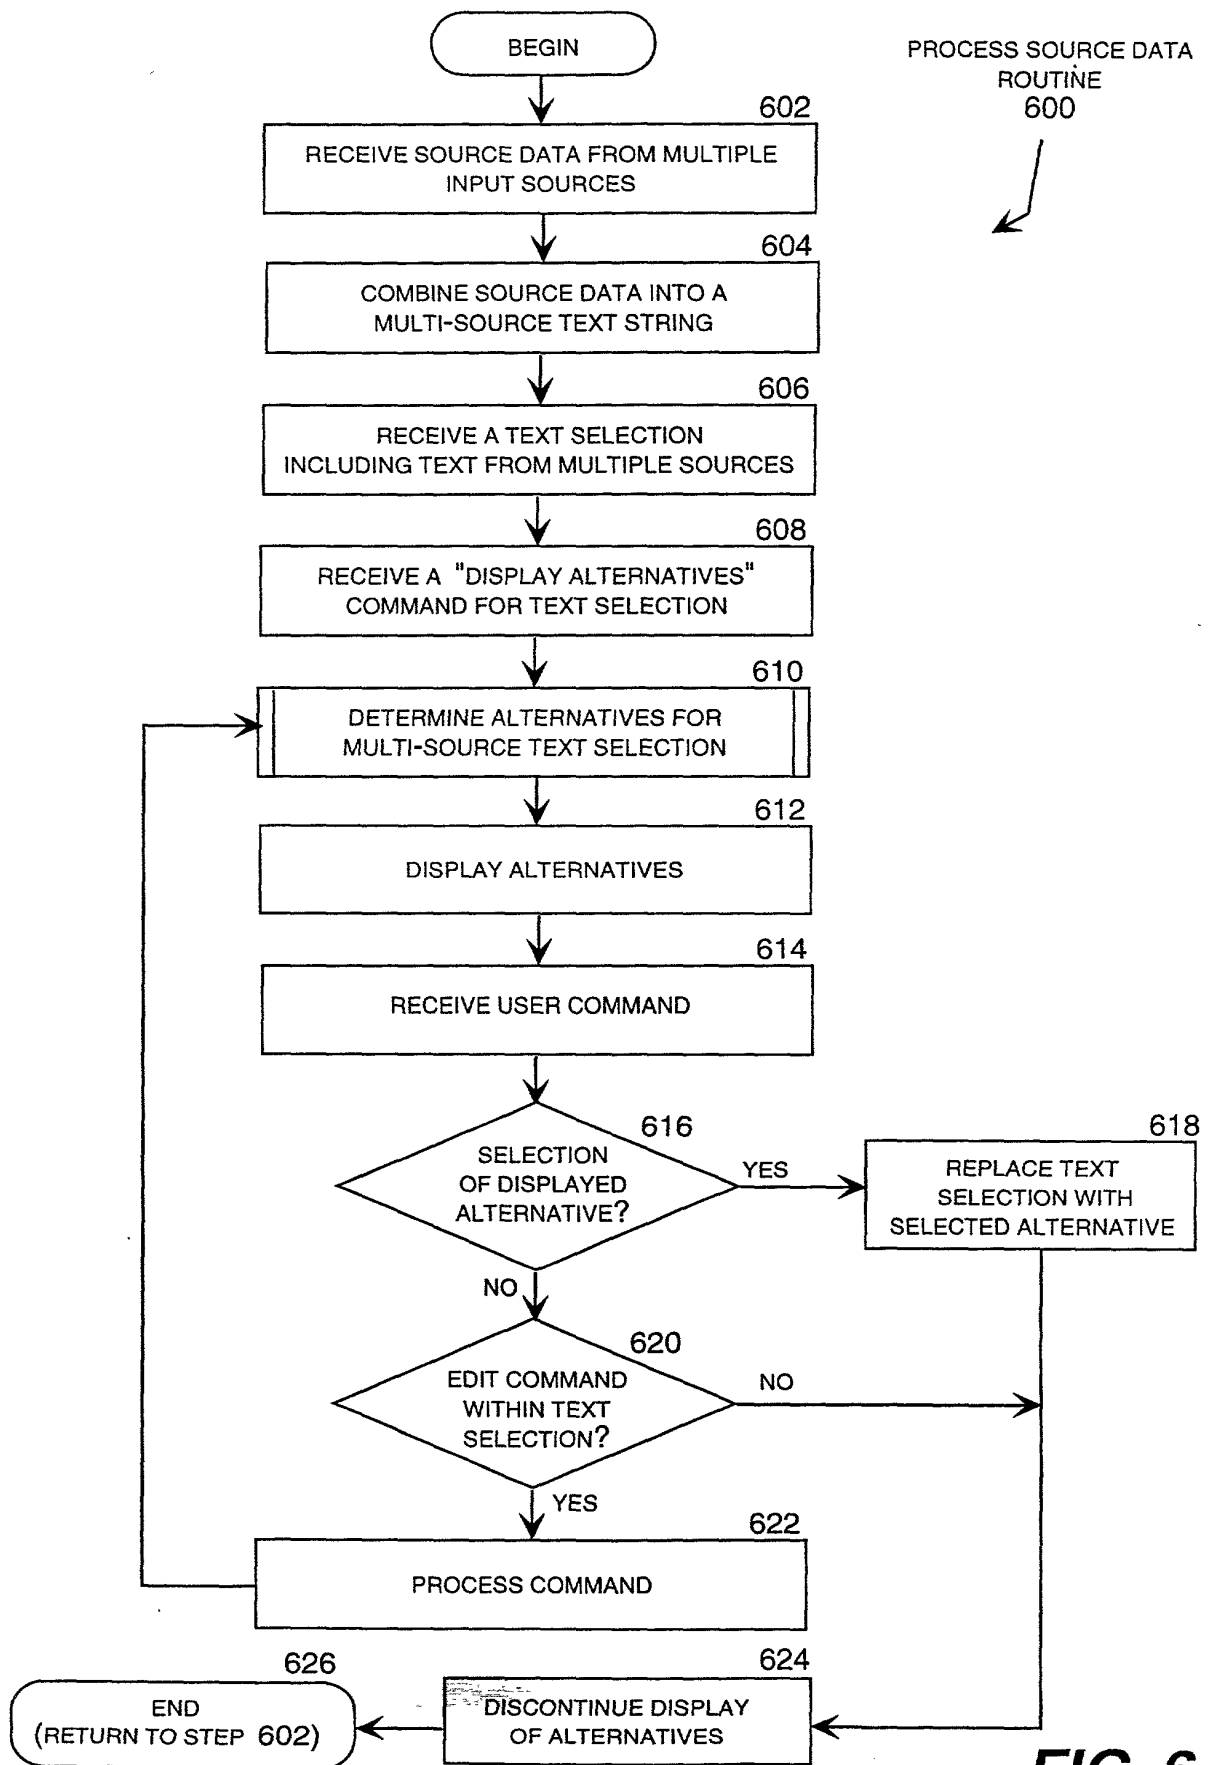 BEGIN
PROCESS SOURCE DATA
ROUTINE
600
602
RECEIVE SOURCE DATA FROM MULTIPLE
INPUT SOURCES
604
COMBINE SOURCE DATA INTO A
MULTI-SOURCE TEXT STRING
606
RECEIVE A TEXT SELECTION
INCLUDING TEXT FROM MULTIPLE SOURCES
608
RECEIVE A "DISPLAY ALTERNATIVES"
COMMAND FOR TEXT SELECTION
610
DETERMINE ALTERNATIVES FOR
MULTI-SOURCE TEXT SELECTION
612
DISPLAY ALTERNATIVES
614
RECEIVE USER COMMAND
616
SELECTION
OF DISPLAYED
ALTERNATIVE?
YES
618
REPLACE TEXT
SELECTION WITH
SELECTED ALTERNATIVE
NO
620
EDIT COMMAND
WITHIN TEXT
SELECTION?
NO
YES
622
PROCESS COMMAND
626
END
(RETURN TO STEP 602)
624
DISCONTINUE DISPLAY
OF ALTERNATIVES
FIG. 6